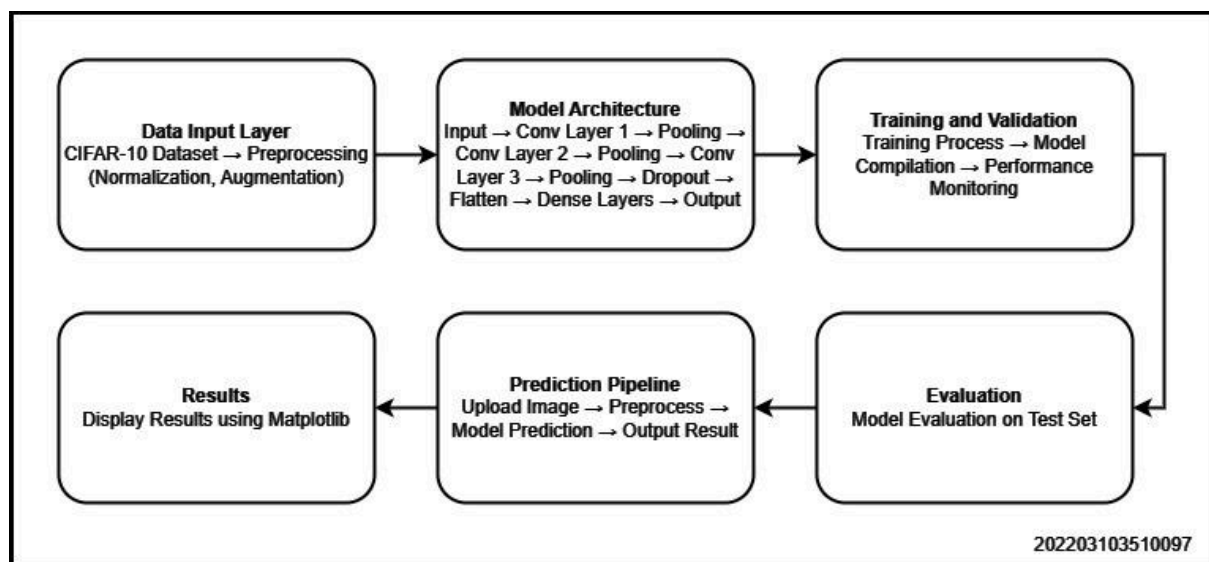 Data Input Layer
CIFAR-10 Dataset → Preprocessing
(Normalization, Augmentation)
Model Architecture
Input → Conv Layer 1 → Pooling →
Conv Layer 2 → Pooling → Conv
Layer 3 → Pooling → Dropout →
Flatten → Dense Layers → Output
Training and Validation
Training Process → Model
Compilation → Performance
Monitoring
Evaluation
Model Evaluation on Test Set
Prediction Pipeline
Upload Image → Preprocess →
Model Prediction → Output Result
Results
Display Results using Matplotlib
202203103510097